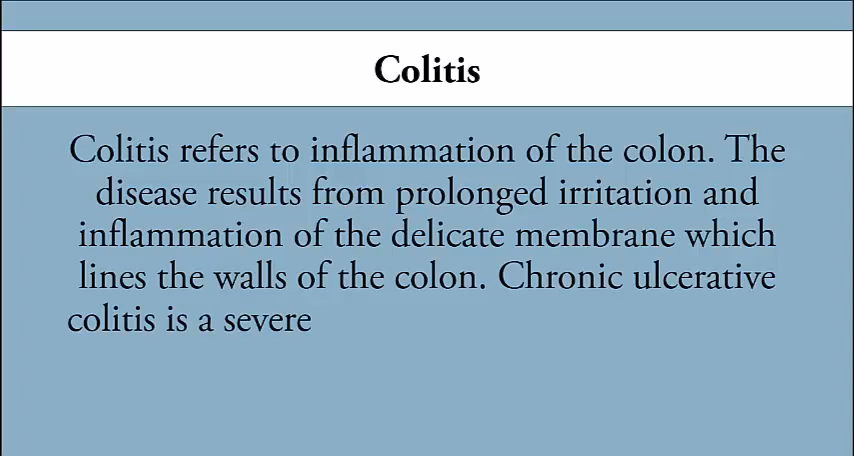 Colitis
Colitis refers to inflammation of the colon. The
disease results from prolonged irritation and
inflammation of the delicate membrane which
lines the walls of the colon. Chronic ulcerative
colitis is a severe